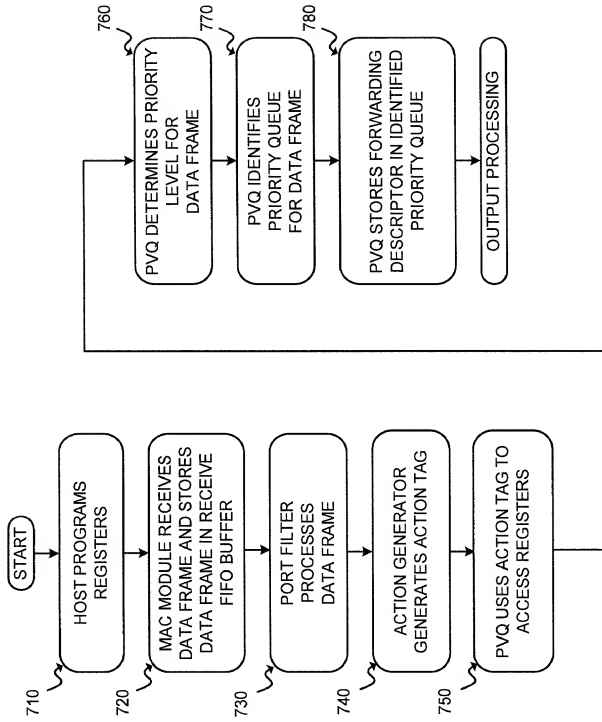 START
710
HOST PROGRAMS
REGISTERS
720
MAC MODULE RECEIVES
DATA FRAME AND STORES
DATA FRAME IN RECEIVE
FIFO BUFFER
730
PORT FILTER
PROCESSES
DATA FRAME
740
ACTION GENERATOR
GENERATES ACTION TAG
750
PVQ USES ACTION TAG TO
ACCESS REGISTERS
760
PVQ DETERMINES PRIORITY
LEVEL FOR
DATA FRAME
770
PVQ IDENTIFIES
PRIORITY QUEUE
FOR DATA FRAME
780
PVQ STORES FORWARDING
DESCRIPTOR IN IDENTIFIED
PRIORITY QUEUE
OUTPUT PROCESSING